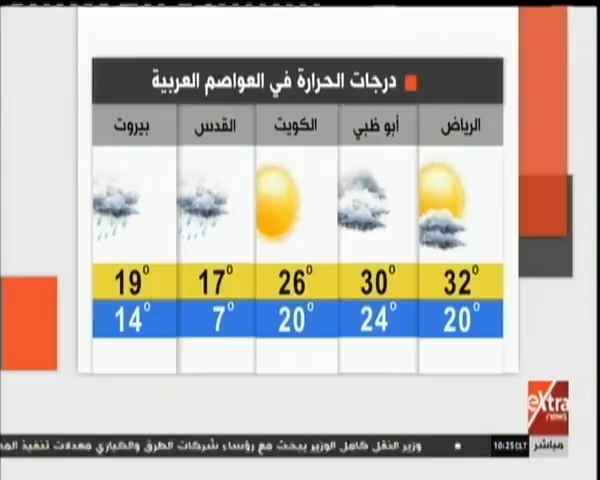 درجات الحرارة في العواصم العربية
الرياض أبو ظبي الكويت القدس بيروت
32° 30° 26° 17° 19°
20° 24° 20° 7° 14°
eXtra
news
مباشر
10:25CLT
وزير النقل كامل الوزير يبحث مع رؤساء شركات الطرق والكباري معدلات تنفيذ